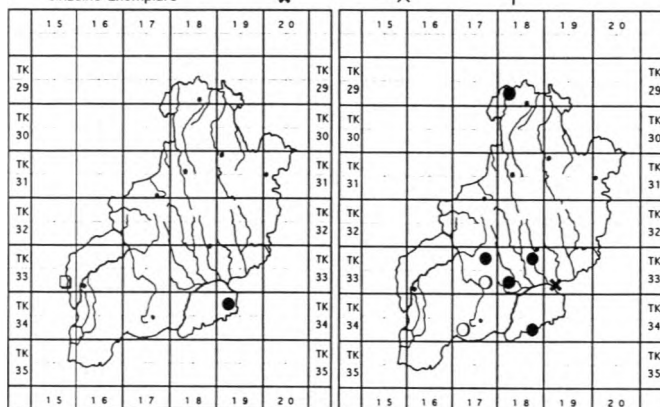 15 16 17 18 19 20 15 16 17 18 19 20
TK 29 TK 29 TK 29 TK 29
TK 30 TK 30 TK 30 TK 30
TK 31 TK 31 TK 31 TK 31
TK 32 TK 32 TK 32 TK 32
TK 33 TK 33 TK 33 TK 33
TK 34 TK 34 TK 34 TK 34
TK 35 TK 35 TK 35 TK 35
15 16 17 18 19 20 15 16 17 18 19 20